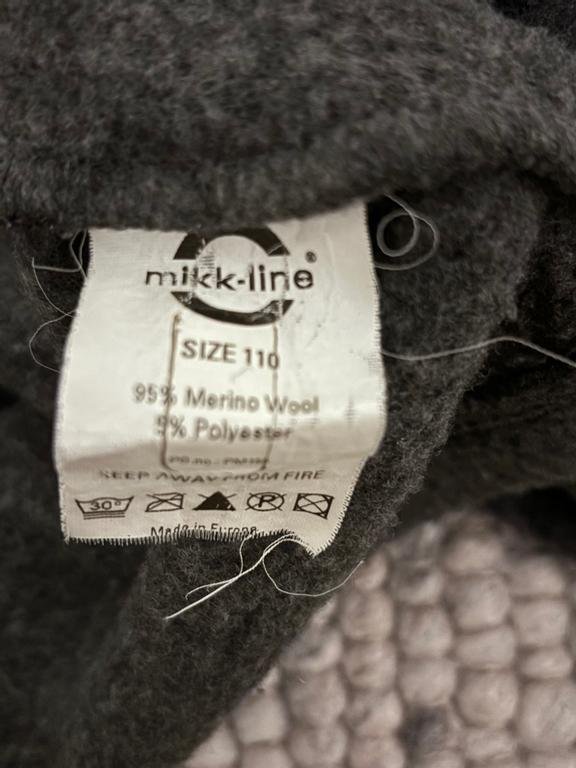 mikk-line®
SIZE 110
95% Merino Wool
5% Polyester
KEEP AWAY FROM FIRE
30°
R
Made in Europe